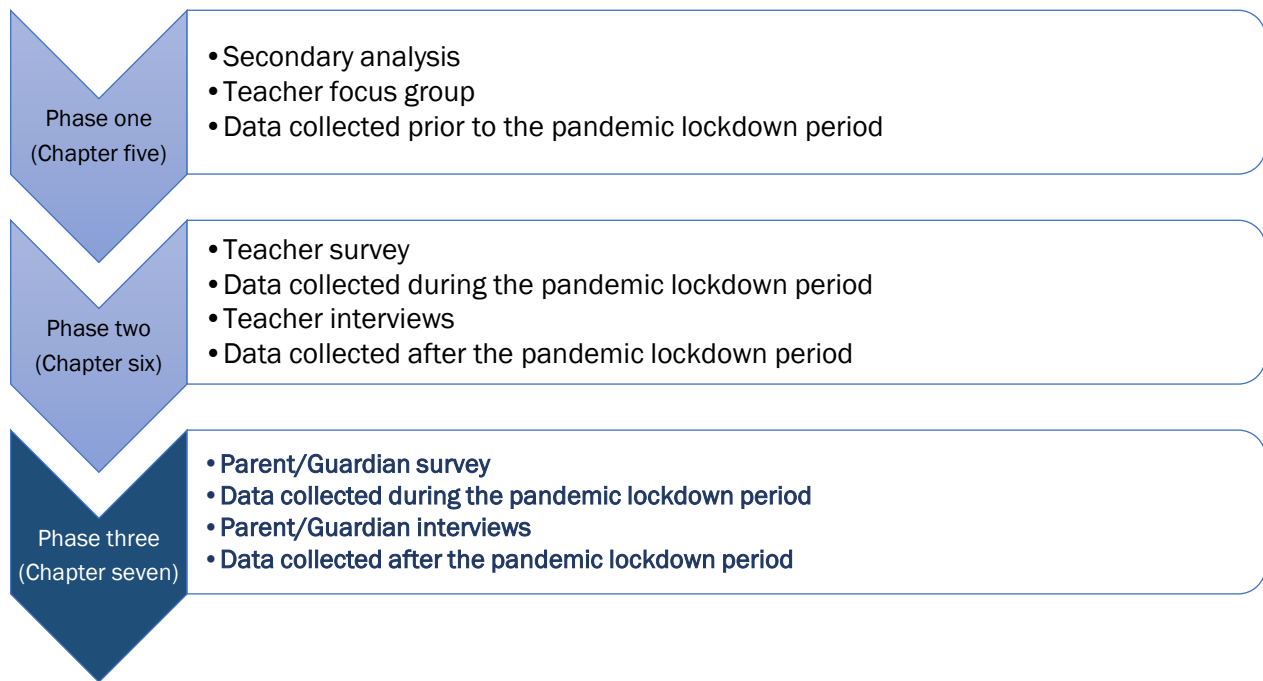 Phase one
(Chapter five)
•Secondary analysis
•Teacher focus group
•Data collected prior to the pandemic lockdown period
Phase two
(Chapter six)
•Teacher survey
•Data collected during the pandemic lockdown period
•Teacher interviews
•Data collected after the pandemic lockdown period
Phase three
(Chapter seven)
•Parent/Guardian survey
•Data collected during the pandemic lockdown period
•Parent/Guardian interviews
•Data collected after the pandemic lockdown period